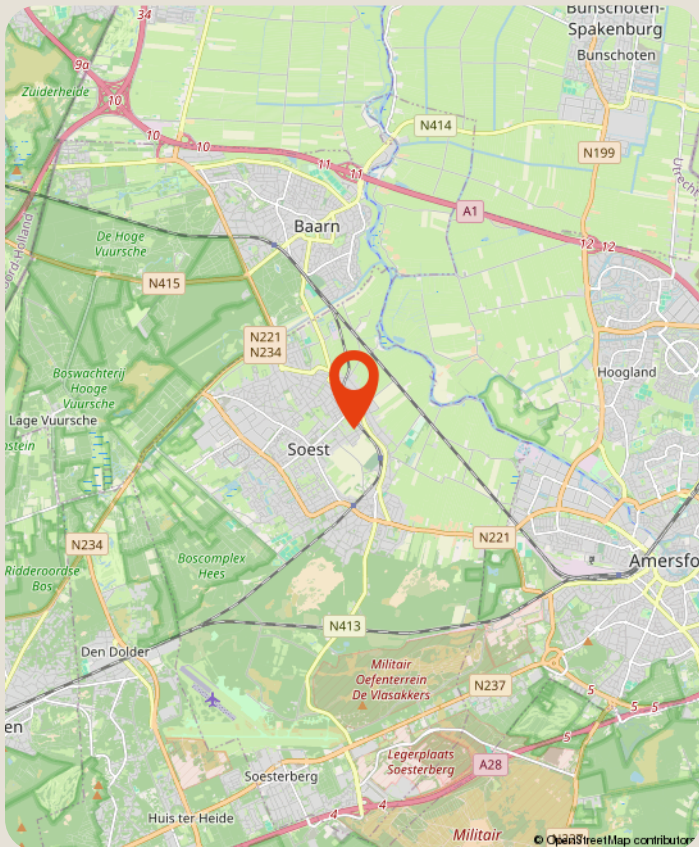 34
Bunschoten-
Spakenburg
Bunschoten
9a
Zuiderheide
10
10
10
N414
N199
11
11
Utrecht
A1
Baarn
12
12
De Hoge
Vuursche
N415
N221
N234
Hoogland
Boswachterij
Hooge
Vuursche
Lage Vuursche
Soest
N234
N221
Boscomplex
Hees
Amersfo
Ridderoordse
Bos
N413
Den Dolder
Militair
Oefenterrein
De Vlasakkers
N237
5
5
5
5
en
Legerplaats
Soesterberg
A28
Soesterberg
4
4
Huis ter Heide
Militair
© OpenStreetMap contributors